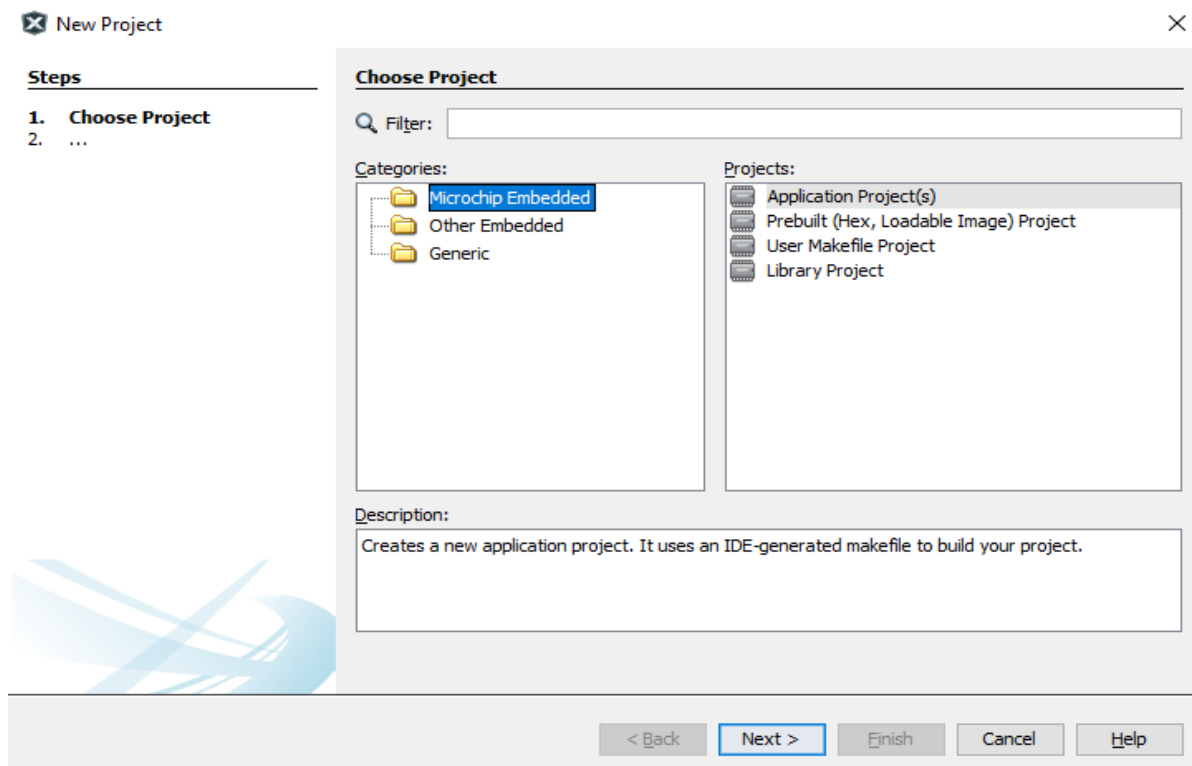 New Project
Steps
1. Choose Project
2. ...
Choose Project
Filter:
Categories:
Microchip Embedded
Other Embedded
Generic
Projects:
Application Project(s)
Prebuilt (Hex, Loadable Image) Project
User Makefile Project
Library Project
Description:
Creates a new application project. It uses an IDE-generated makefile to build your project.
< Back
Next >
Finish
Cancel
Help